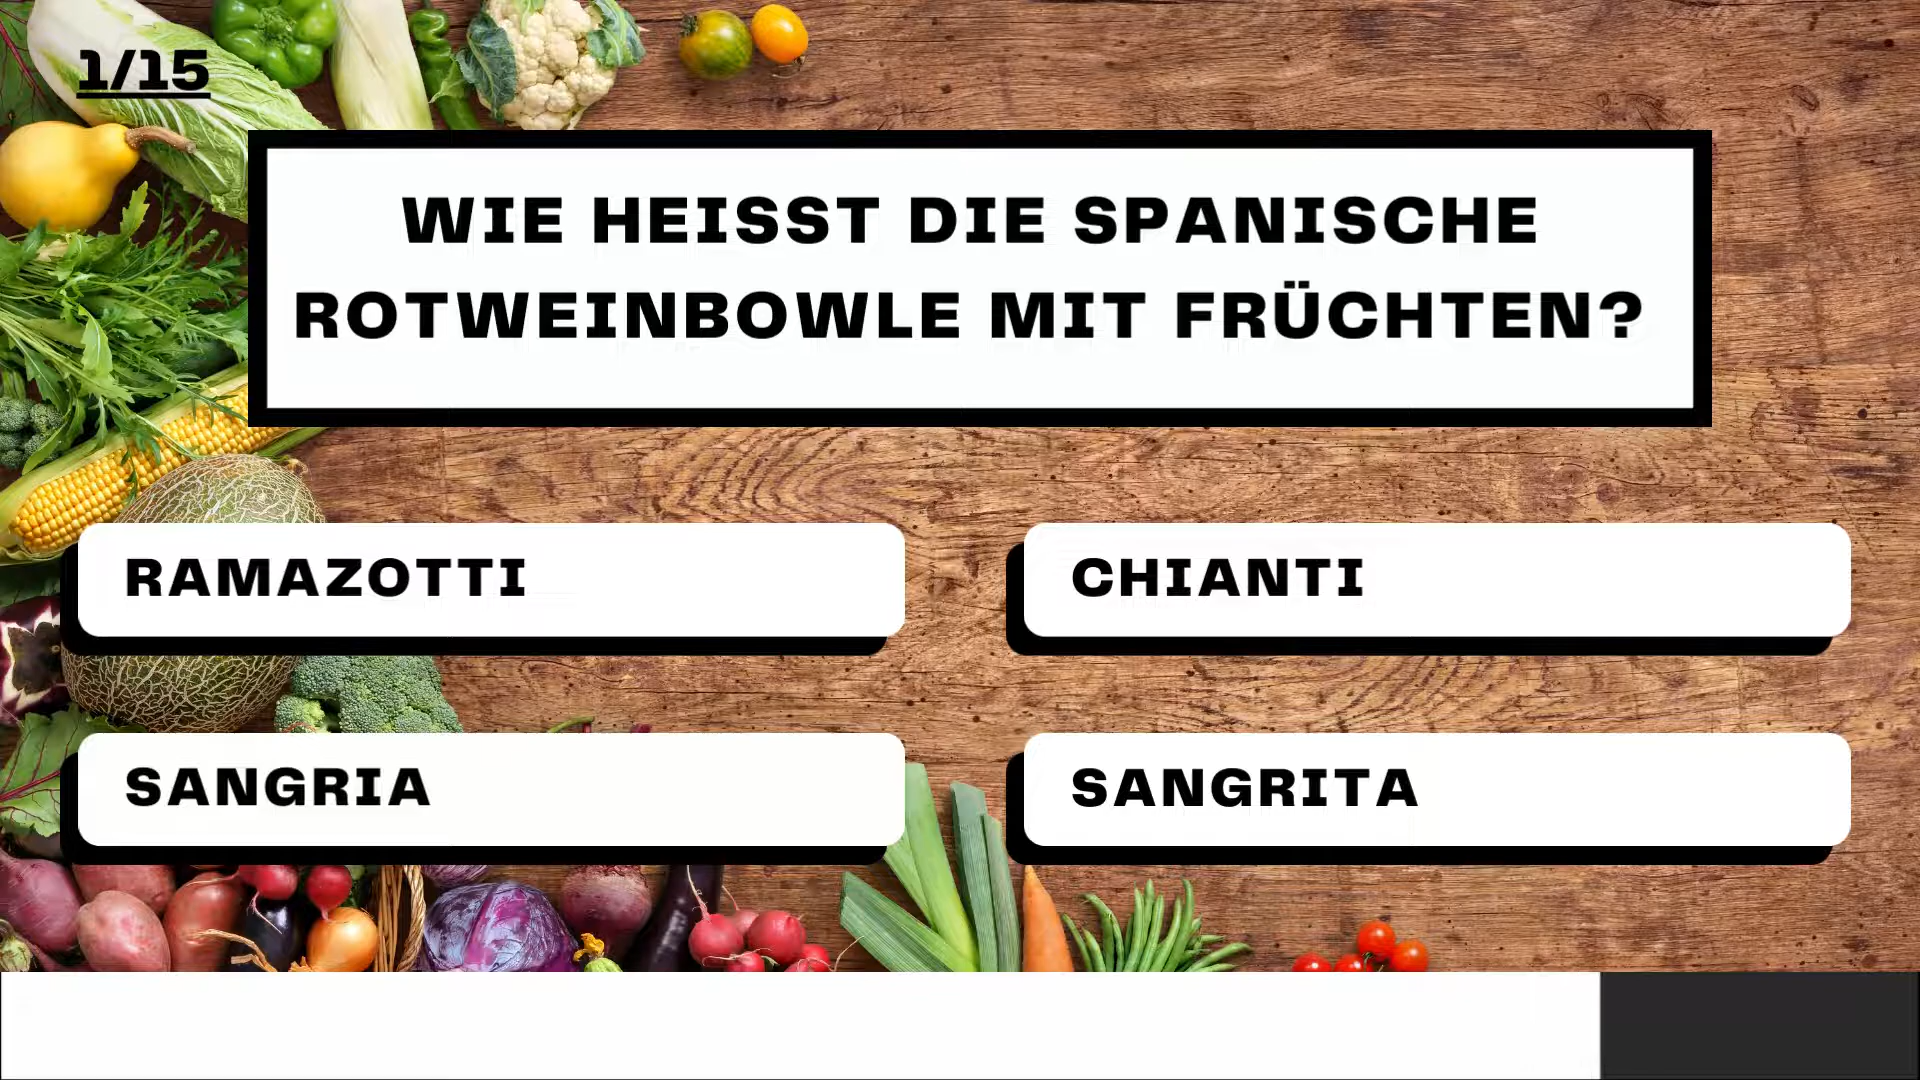 1/15
WIE HEISST DIE SPANISCHE
ROTWEINBOWLE MIT FRÜCHTEN?
RAMAZOTTI
CHIANTI
SANGRIA
SANGRITA